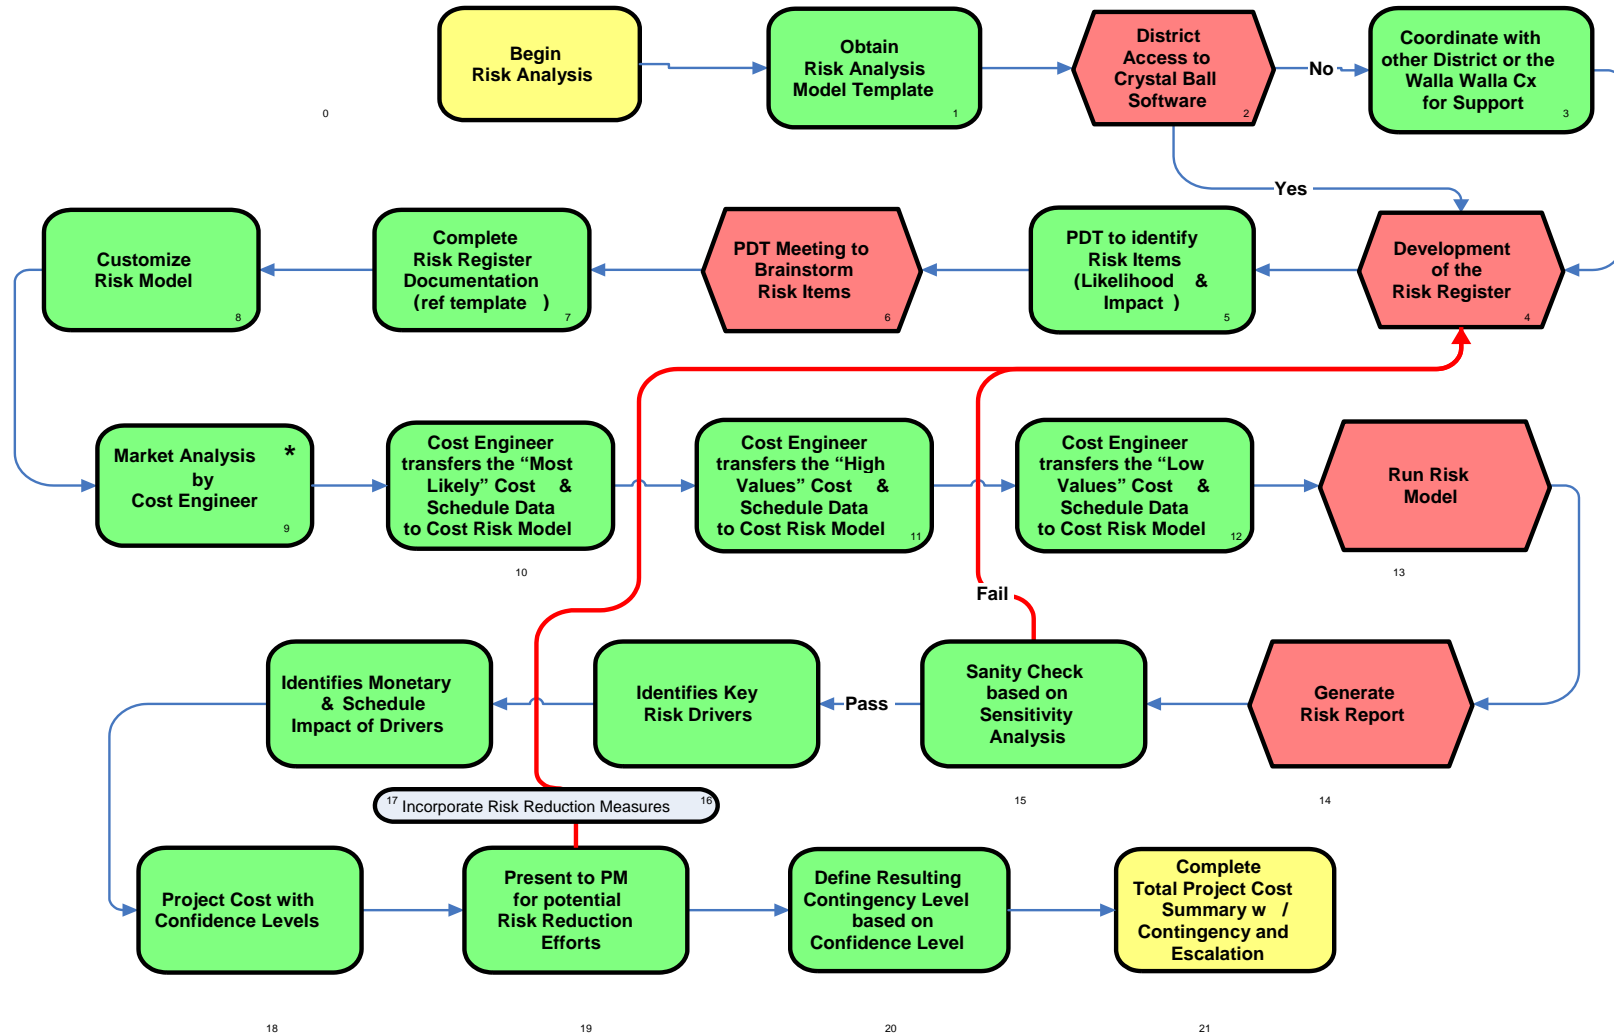 Begin
Risk Analysis
0
Obtain
Risk Analysis
Model Template
1
District
Access to
Crystal Ball
Software
2
No
Coordinate with
other District or the
Walla Walla Cx
for Support
3
Yes
Customize
Risk Model
8
Complete
Risk Register
Documentation
(ref template )
7
PDT Meeting to
Brainstorm
Risk Items
6
PDT to identify
Risk Items
(Likelihood &
Impact )
5
Development
of the
Risk Register
4
Market Analysis *
by
Cost Engineer
9
Cost Engineer
transfers the “Most
Likely” Cost &
Schedule Data
to Cost Risk Model
10
Cost Engineer
transfers the “High
Values” Cost &
Schedule Data
to Cost Risk Model
11
Cost Engineer
transfers the “Low
Values” Cost &
Schedule Data
to Cost Risk Model
12
Run Risk
Model
13
Fail
Identifies Monetary
& Schedule
Impact of Drivers
Identifies Key
Risk Drivers
Pass
Sanity Check
based on
Sensitivity
Analysis
15
Generate
Risk Report
14
17 Incorporate Risk Reduction Measures 16
Project Cost with
Confidence Levels
18
Present to PM
for potential
Risk Reduction
Efforts
19
Define Resulting
Contingency Level
based on
Confidence Level
20
Complete
Total Project Cost
Summary w /
Contingency and
Escalation
21